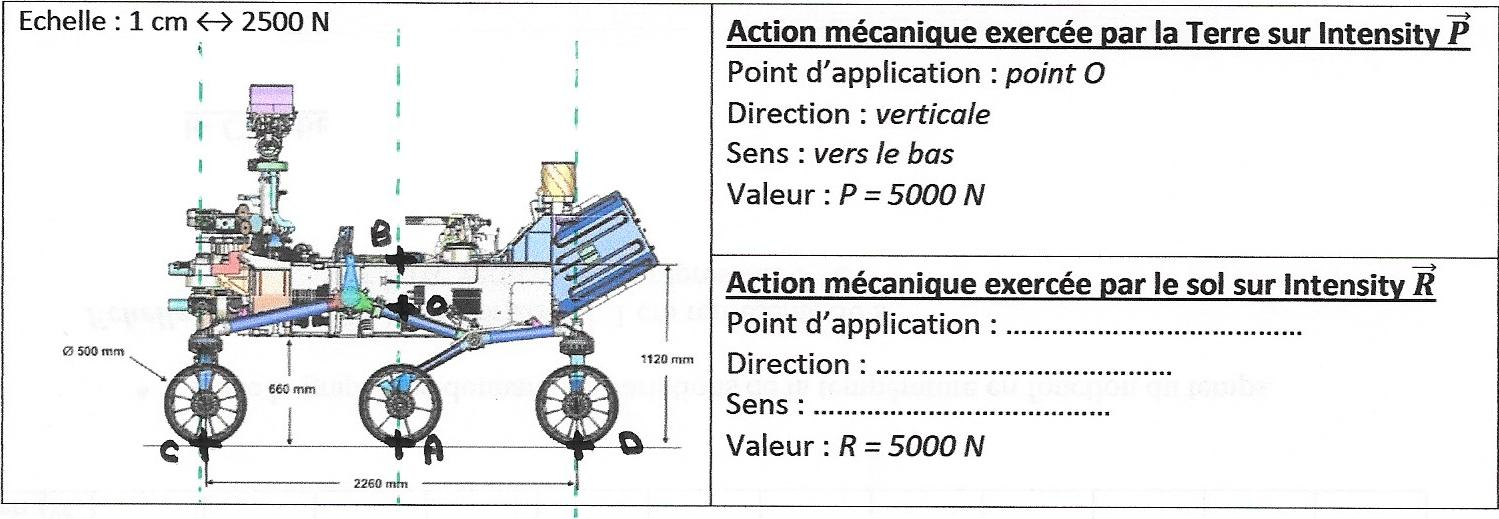 Echelle : 1 cm ↔ 2500 N
B
O
Ø 500 mm
660 mm
1120 mm
C
A
D
2260 mm
Action mécanique exercée par la Terre sur Intensity P⃗
Point d'application : point O
Direction : verticale
Sens : vers le bas
Valeur : P = 5000 N
Action mécanique exercée par le sol sur Intensity R⃗
Point d'application : ......................................
Direction : ......................................
Sens : ......................................
Valeur : R = 5000 N